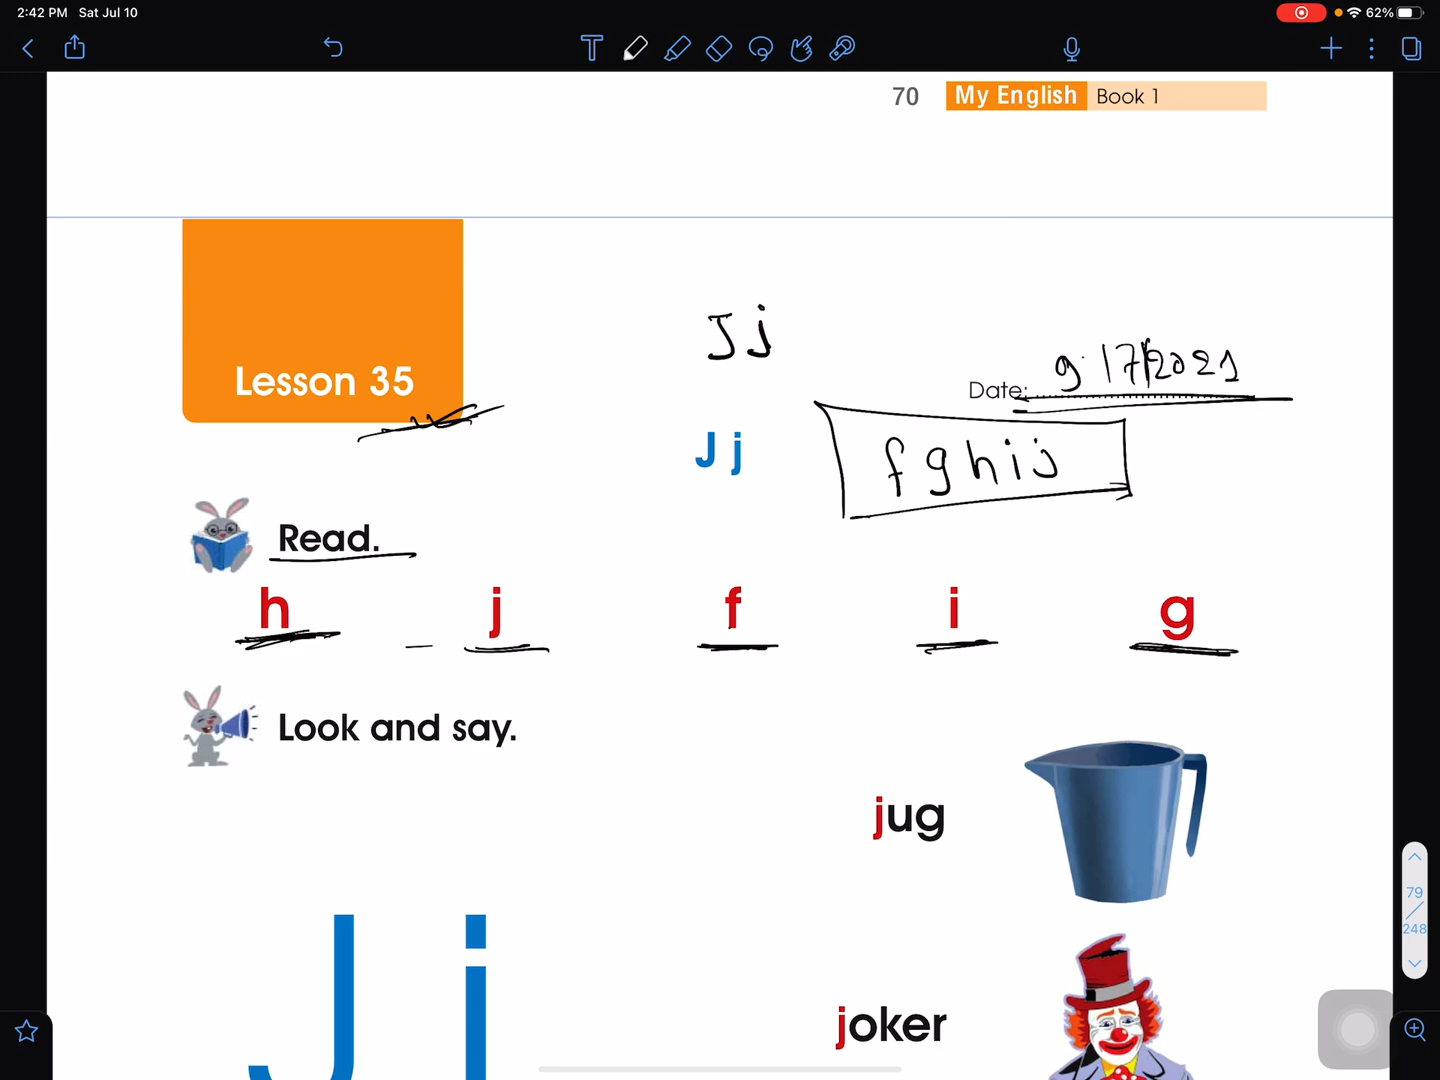 2:42 PM Sat Jul 10
62%
70 My English Book 1
Lesson 35
J j
Date: 9 17/2021
J j
f g h i j
Read.
h j f i g
Look and say.
jug
79
248
J j
joker